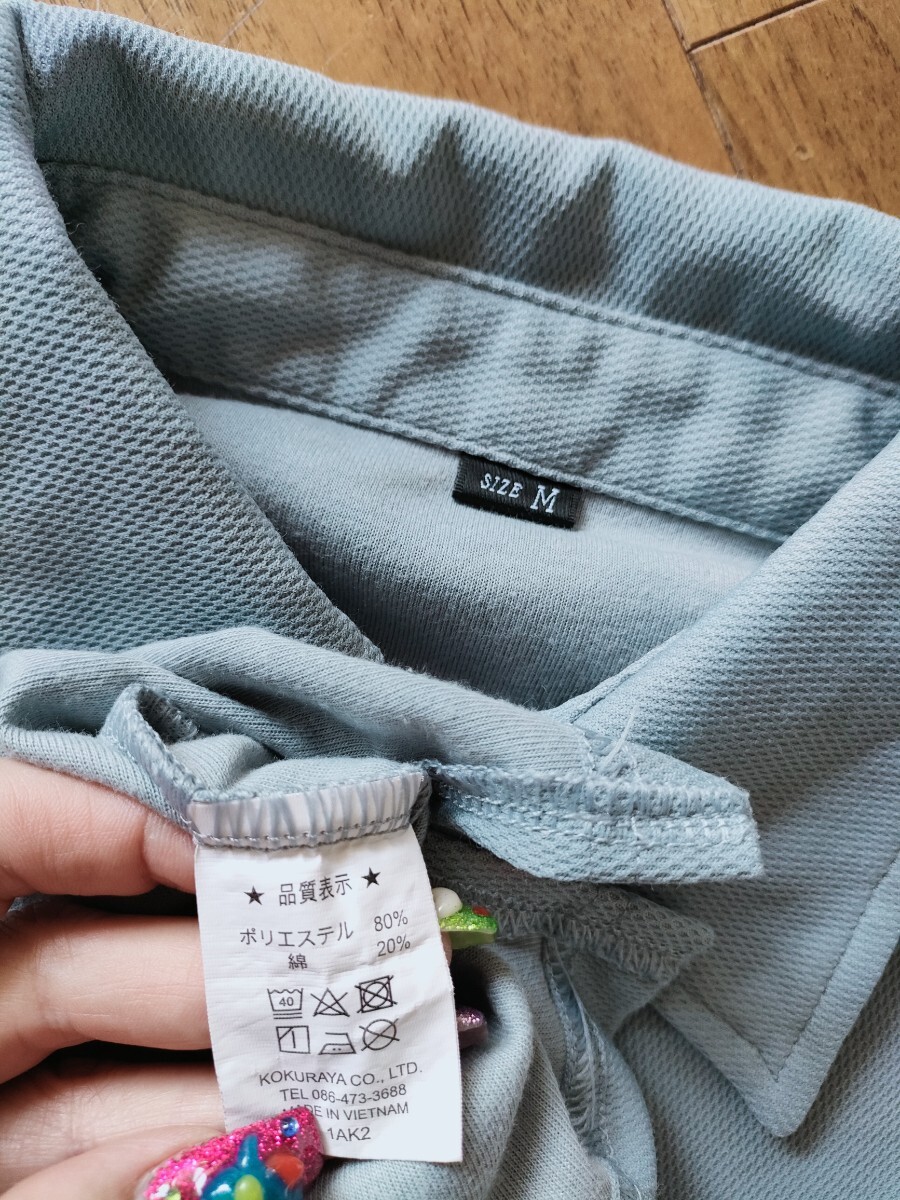 SIZE M
★ 品質表示 ★
ポリエステル 80%
綿 20%
40
KOKURAYA CO., LTD.
TEL 086-473-3688
MADE IN VIETNAM
1AK2